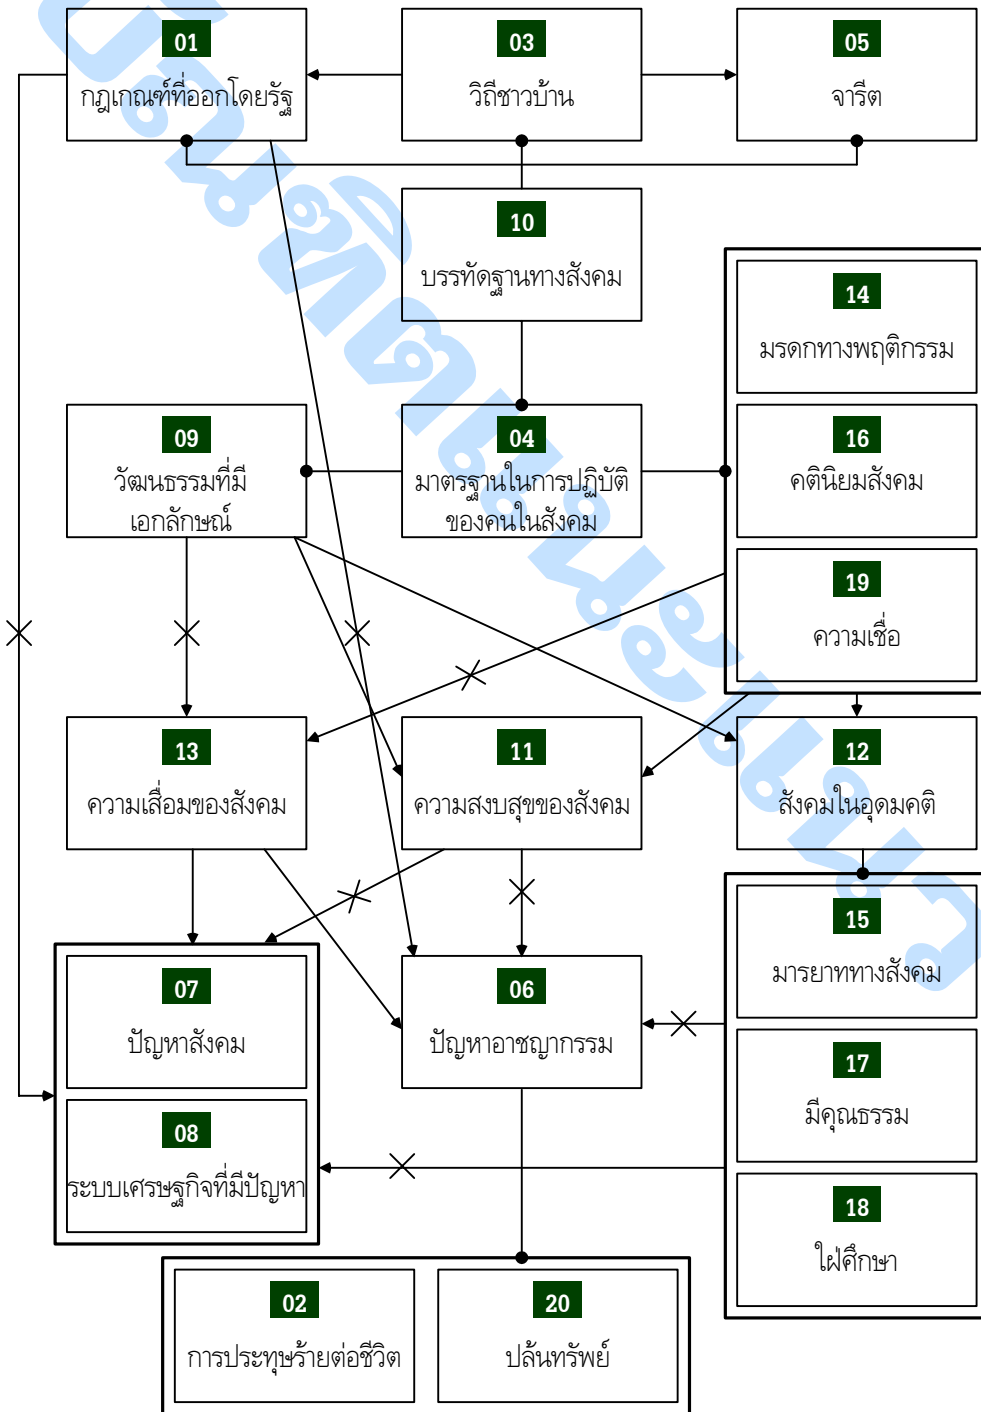 01
กฎเกณฑ์ที่ออกโดยรัฐ
03
วิถีชาวบ้าน
05
จารีต
10
บรรทัดฐานทางสังคม
14
มรดกทางพฤติกรรม
09
วัฒนธรรมที่มี
เอกลักษณ์
04
มาตรฐานในการปฏิบัติ
ของคนในสังคม
16
คตินิยมสังคม
19
ความเชื่อ
13
ความเสื่อมของสังคม
11
ความสงบสุขของสังคม
12
สังคมในอุดมคติ
15
มารยาททางสังคม
07
ปัญหาสังคม
06
ปัญหาอาชญากรรม
17
มีคุณธรรม
08
ระบบเศรษฐกิจที่มีปัญหา
18
ใฝ่ศึกษา
02
การประทุษร้ายต่อชีวิต
20
ปล้นทรัพย์